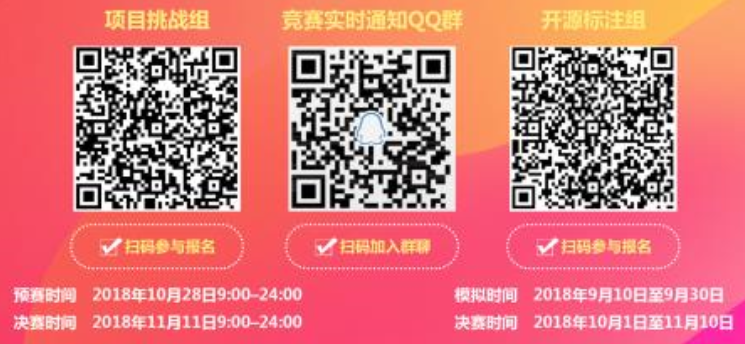 项目挑战组
竞赛实时通知QQ群
开源标注组
扫码参与报名
扫码加入群聊
扫码参与报名
预赛时间 2018年10月28日9:00–24:00
决赛时间 2018年11月11日9:00–24:00
模拟时间 2018年9月10日至9月30日
决赛时间 2018年10月1日至11月10日